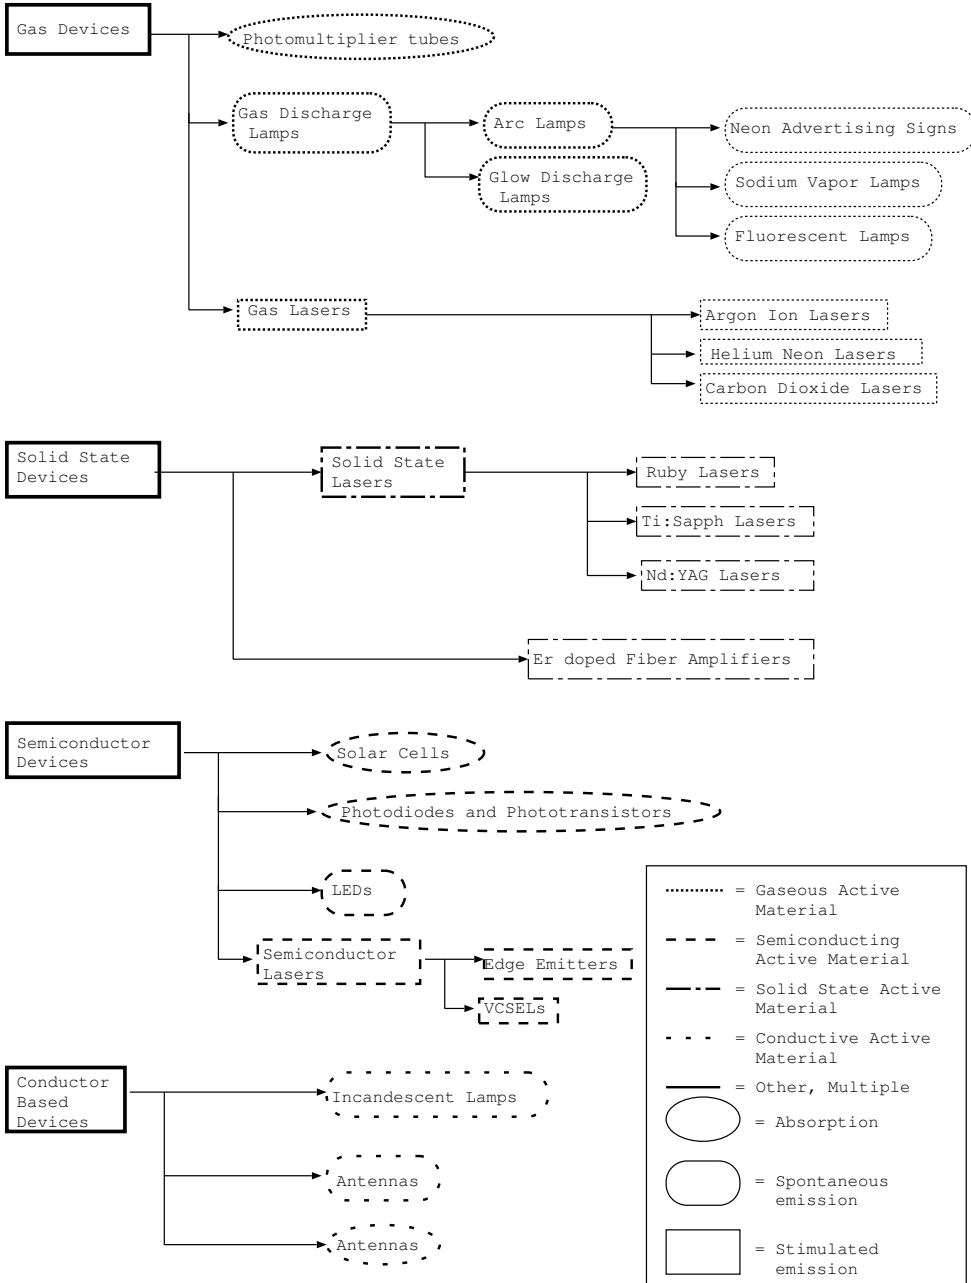 Gas Devices
Photomultiplier tubes
Gas Discharge
Lamps
Arc Lamps
Glow Discharge
Lamps
Neon Advertising Signs
Sodium Vapor Lamps
Fluorescent Lamps
Gas Lasers
Argon Ion Lasers
Helium Neon Lasers
Carbon Dioxide Lasers
Solid State
Devices
Solid State
Lasers
Ruby Lasers
Ti:Sapph Lasers
Nd:YAG Lasers
Er doped Fiber Amplifiers
Semiconductor
Devices
Solar Cells
Photodiodes and Phototransistors
LEDs
Semiconductor
Lasers
Edge Emitters
VCSELs
Conductor
Based
Devices
Incandescent Lamps
Antennas
Antennas
= Gaseous Active
Material
= Semiconducting
Active Material
= Solid State Active
Material
= Conductive Active
Material
= Other, Multiple
= Absorption
= Spontaneous
emission
= Stimulated
emission